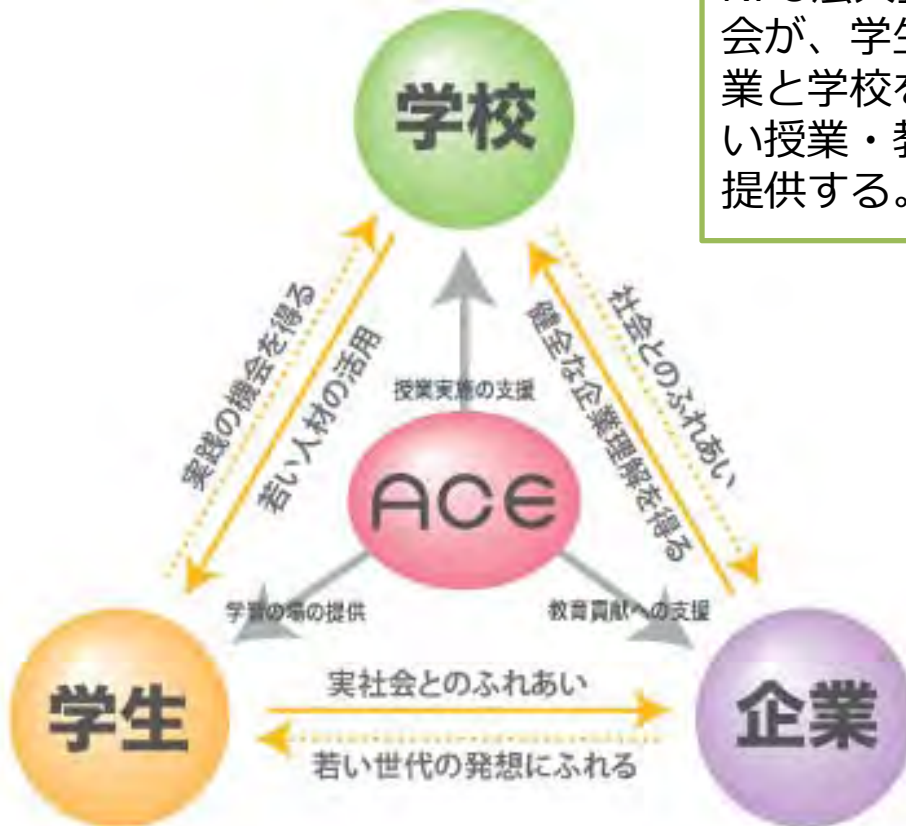 会が、学生
業と学校
い授業・
提供する。
学校
実践の機会を得る
若い人材の活用
社会とのふれあい
健全な企業理解を得る
授業実施の支援
ACE
学習の場の提供
教育貢献への支援
学生
実社会とのふれあい
若い世代の発想にふれる
企業